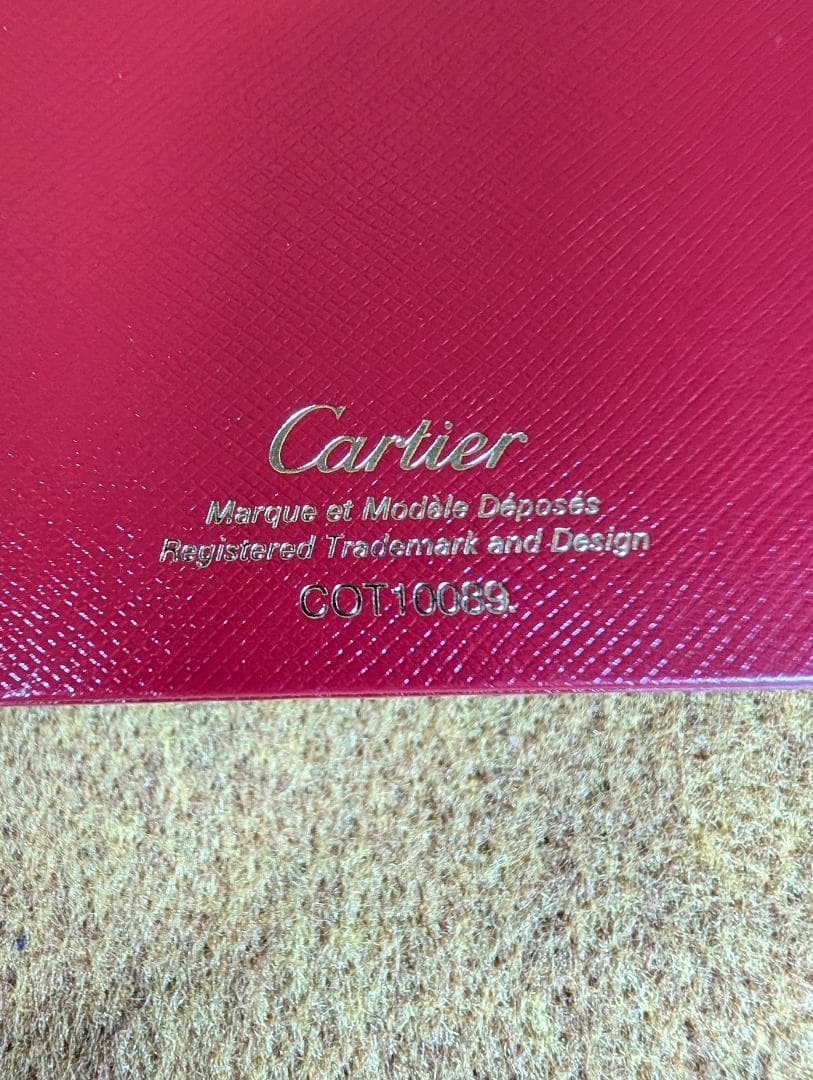 Cartier
Marque et Modèle Déposés
Registered Trademark and Design
COT10089